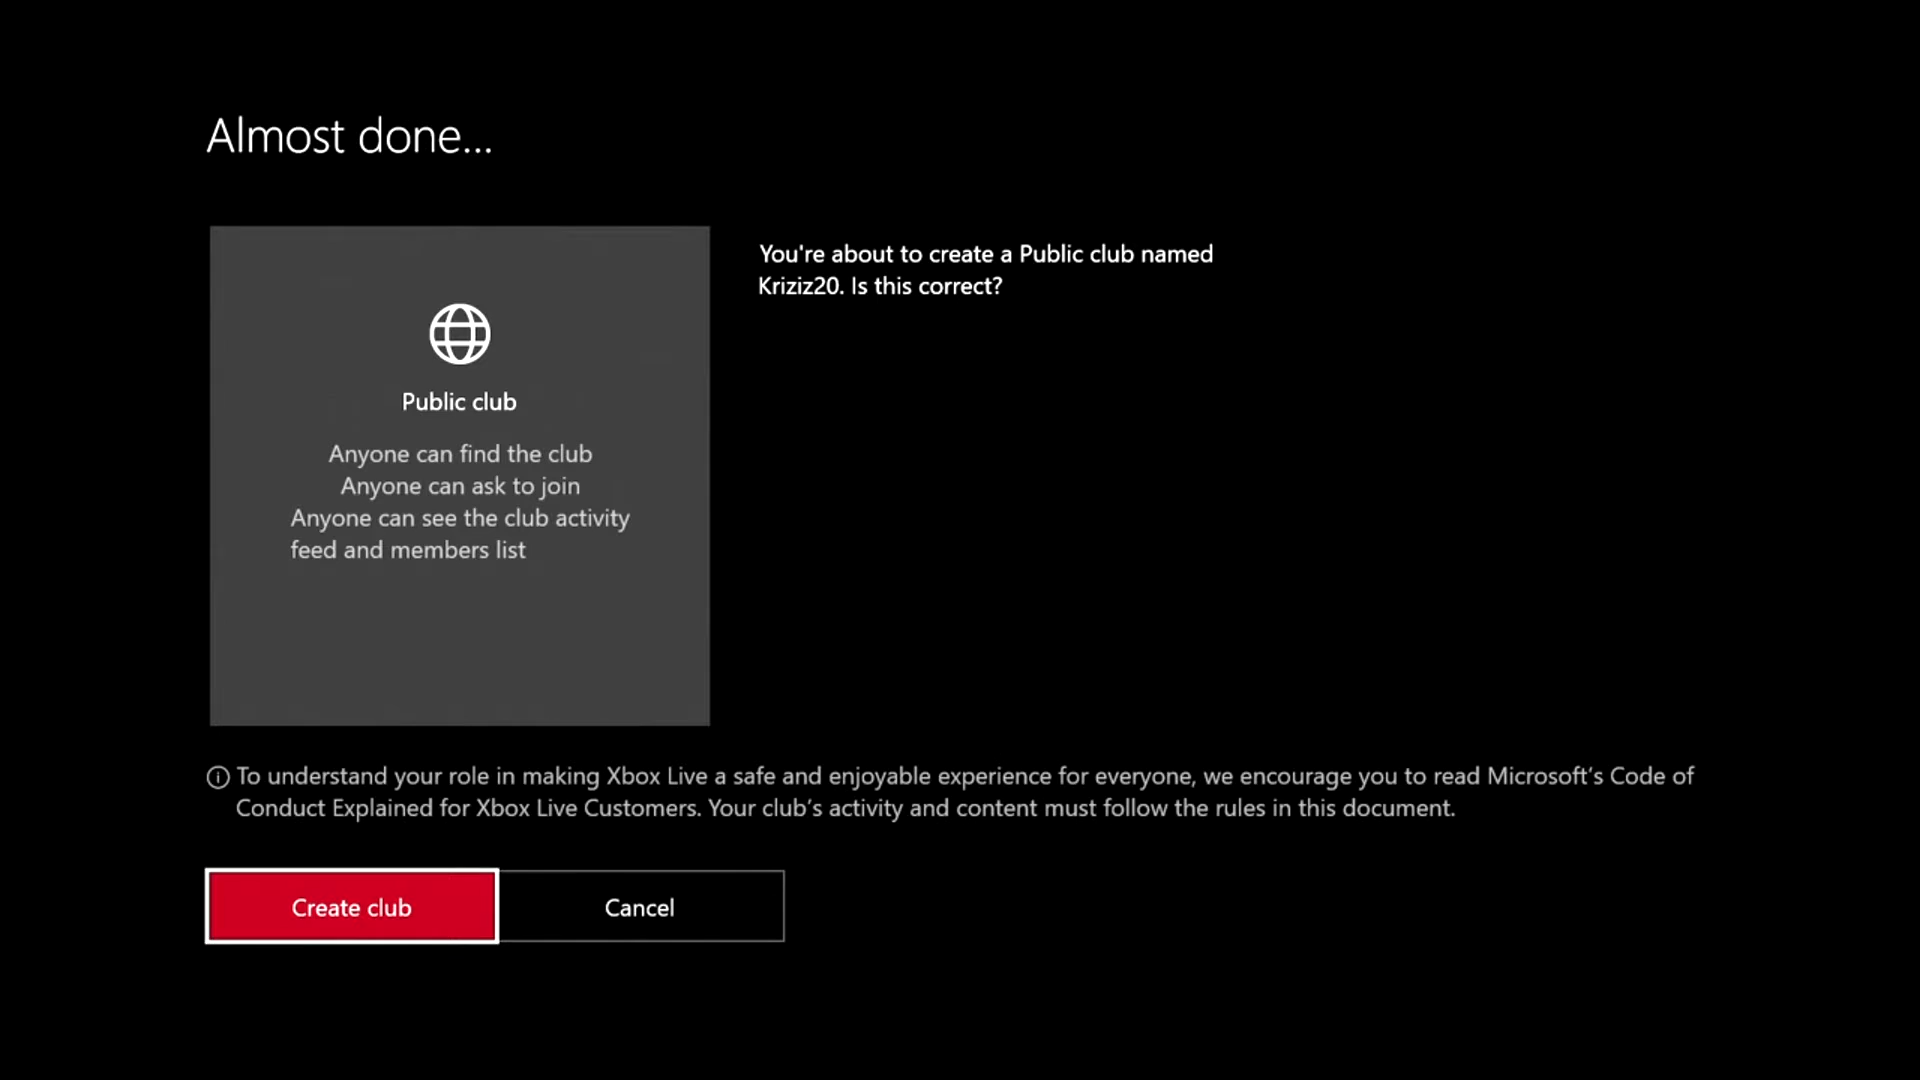 Almost done...
You're about to create a Public club named
Kriziz20. Is this correct?
Public club
Anyone can find the club
Anyone can ask to join
Anyone can see the club activity
feed and members list
To understand your role in making Xbox Live a safe and enjoyable experience for everyone, we encourage you to read Microsoft’s Code of
Conduct Explained for Xbox Live Customers. Your club’s activity and content must follow the rules in this document.
Create club
Cancel